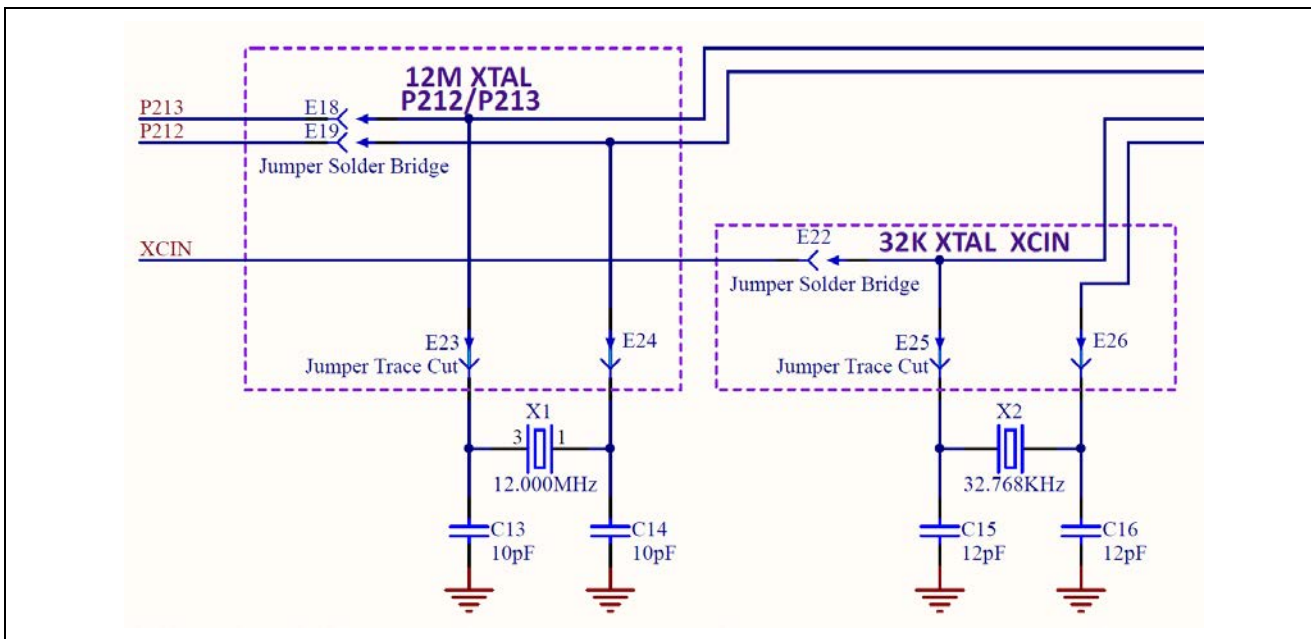 12M XTAL
P212/P213
P213
E18
P212
E19
Jumper Solder Bridge
XCIN
E22
32K XTAL XCIN
Jumper Solder Bridge
E23
E24
Jumper Trace Cut
E25
E26
Jumper Trace Cut
X1
3
1
12.000MHz
X2
32.768KHz
C13
10pF
C14
10pF
C15
12pF
C16
12pF